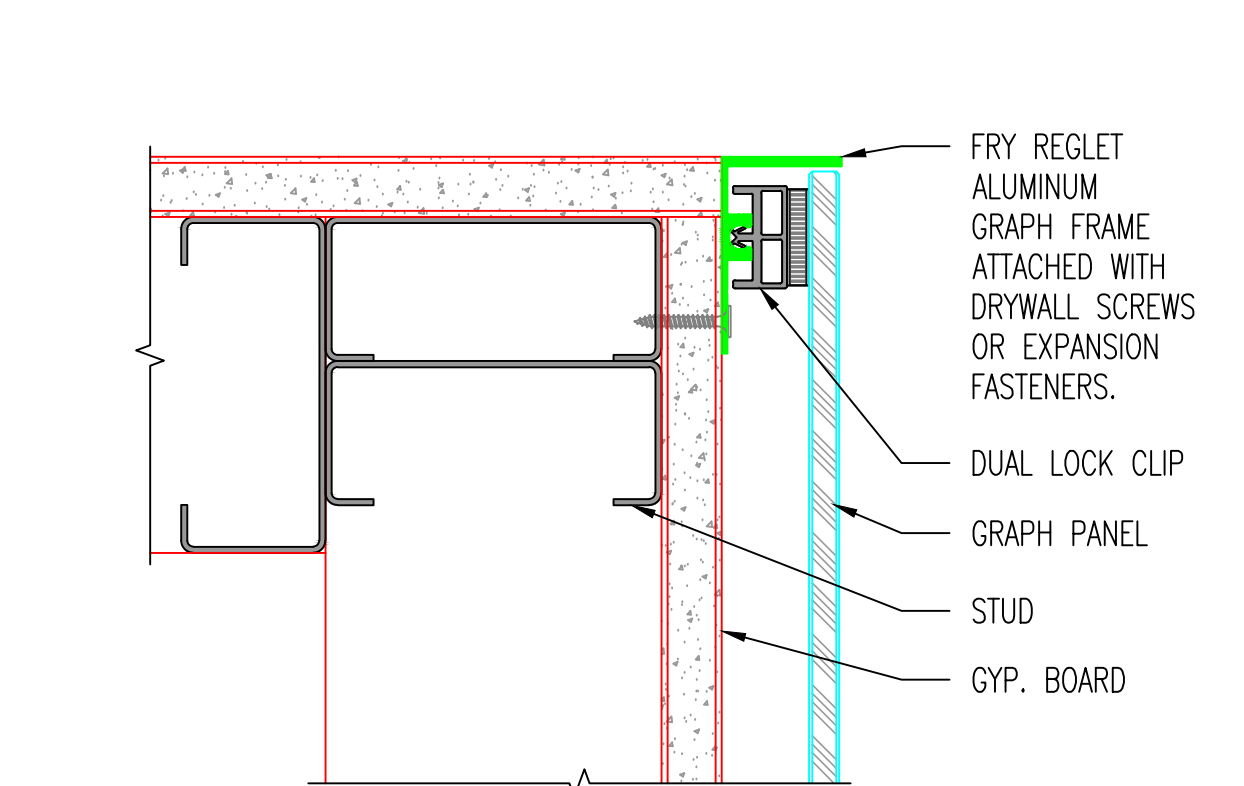 FRY REGLET
ALUMINUM
GRAPH FRAME
ATTACHED WITH
DRYWALL SCREWS
OR EXPANSION
FASTENERS.
DUAL LOCK CLIP
GRAPH PANEL
STUD
GYP. BOARD